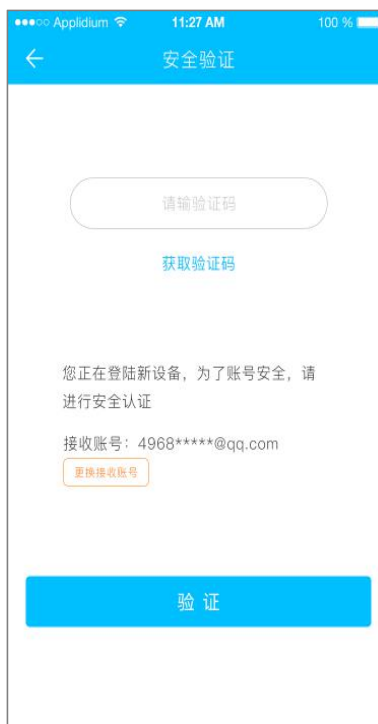 Applidium 11:27 AM 100 %
安全验证
请输验证码
获取验证码
您正在登陆新设备，为了账号安全，请
进行安全认证
接收账号：4968*****@qq.com
更换接收账号
验 证